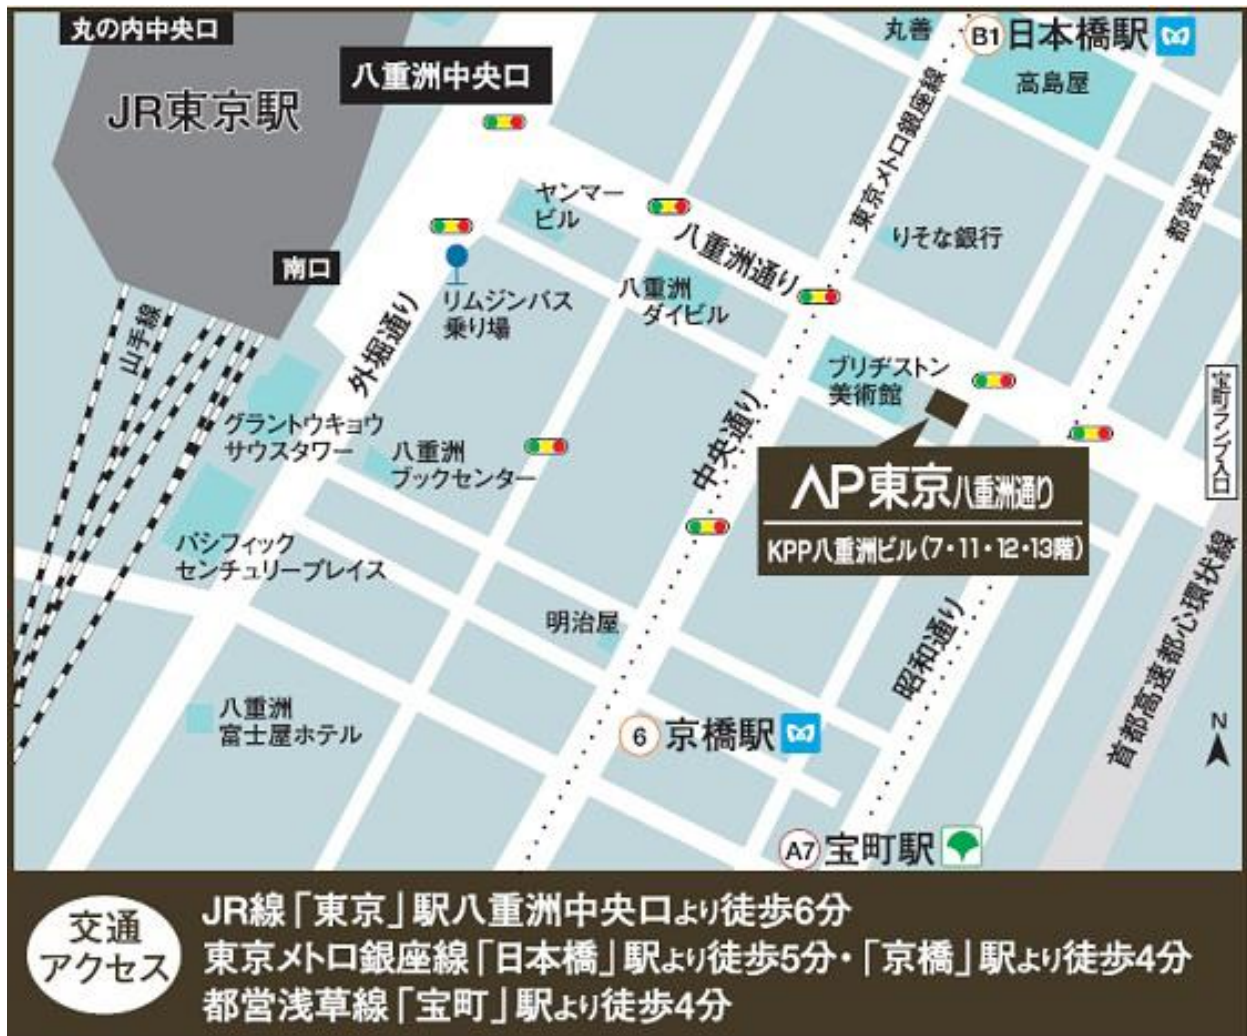 丸の内中央口
JR東京駅
八重洲中央口
丸善
B1 日本橋駅
高島屋
東京メトロ銀座線
都営浅草線
ヤンマー
ビル
八重洲通り
りそな銀行
南口
山手線
リムジンバス
乗り場
八重洲
ダイビル
外堀通り
ブリヂストン
美術館
宝町ランプ入口
グラントウキョウ
サウスタワー
八重洲
ブックセンター
中央通り
AP東京八重洲通り
KPP八重洲ビル(7・11・12・13階)
パシフィック
センチュリープレイス
明治屋
昭和通り
首都高速都心環状線
八重洲
富士屋ホテル
6 京橋駅
N
A7 宝町駅
交通
アクセス
JR線「東京」駅八重洲中央口より徒歩6分
東京メトロ銀座線「日本橋」駅より徒歩5分・「京橋」駅より徒歩4分
都営浅草線「宝町」駅より徒歩4分